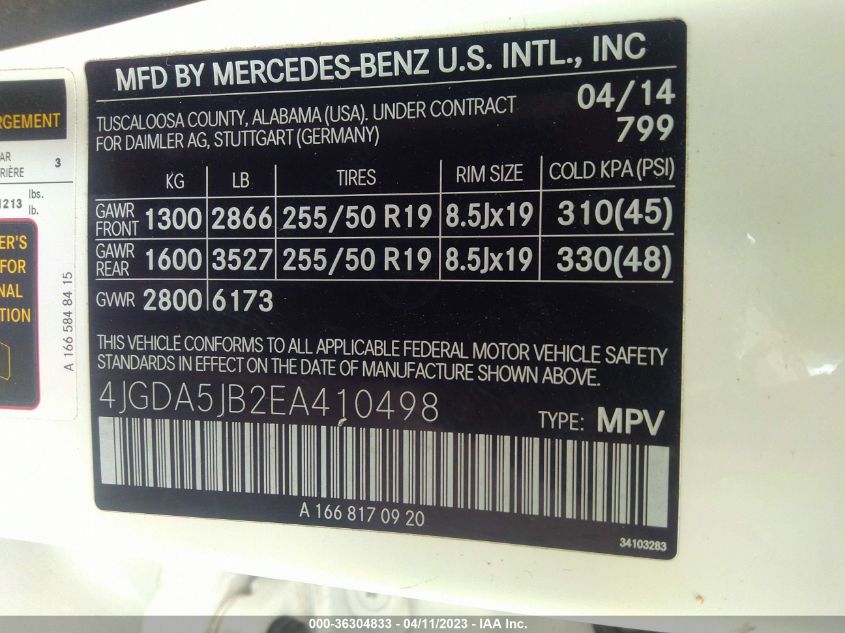 RGEMENT
AR
RIÈRE 3
1213 lbs.
lb.
ER'S
FOR
NAL
TION
A 166 584 84 15
MFD BY MERCEDES-BENZ U.S. INTL., INC
TUSCALOOSA COUNTY, ALABAMA (USA). UNDER CONTRACT
FOR DAIMLER AG, STUTTGART (GERMANY)
04/14
799
KG LB TIRES RIM SIZE COLD KPA (PSI)
GAWR FRONT 1300 2866 255/50 R19 8.5Jx19 310(45)
GAWR REAR 1600 3527 255/50 R19 8.5Jx19 330(48)
GVWR 2800 6173
THIS VEHICLE CONFORMS TO ALL APPLICABLE FEDERAL MOTOR VEHICLE SAFETY
STANDARDS IN EFFECT ON THE DATE OF MANUFACTURE SHOWN ABOVE
4JGDA5JB2EA410498
TYPE: MPV
A 166 817 09 20
34103283
000-36304833 - 04/11/2023 - IAA Inc.